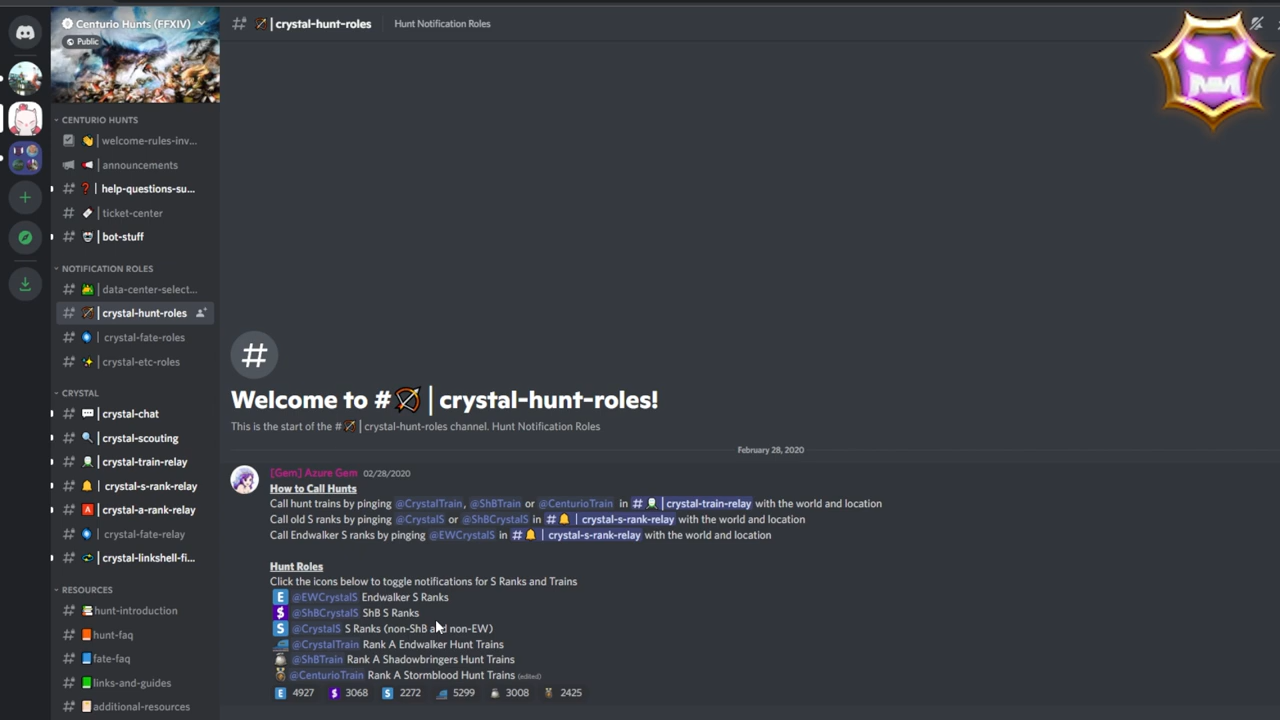 Centurio Hunts (FFXIV)
Public
CENTURIO HUNTS
welcome-rules-inv...
announcements
help-questions-su...
ticket-center
bot-stuff
NOTIFICATION ROLES
data-center-select...
crystal-hunt-roles
crystal-fate-roles
crystal-etc-roles
CRYSTAL
crystal-chat
crystal-scouting
crystal-train-relay
crystal-s-rank-relay
crystal-a-rank-relay
crystal-fate-relay
crystal-linkshell-fi...
RESOURCES
hunt-introduction
hunt-faq
fate-faq
links-and-guides
additional-resources
# | crystal-hunt-roles Hunt Notification Roles
Welcome to # | crystal-hunt-roles!
This is the start of the # | crystal-hunt-roles channel. Hunt Notification Roles
February 28, 2020
[Gem] Azure Gem 02/28/2020
How to Call Hunts
Call hunt trains by pinging @CrystalTrain, @ShBTrain or @CenturioTrain in # | crystal-train-relay with the world and location
Call old S ranks by pinging @CrystalS or @ShBCrystalS in # | crystal-s-rank-relay with the world and location
Call Endwalker S ranks by pinging @EWCrystalS in # | crystal-s-rank-relay with the world and location
Hunt Roles
Click the icons below to toggle notifications for S Ranks and Trains
E @EWCrystalS Endwalker S Ranks
S @ShBCrystalS ShB S Ranks
S @CrystalS S Ranks (non-ShB and non-EW)
@CrystalTrain Rank A Endwalker Hunt Trains
@ShBTrain Rank A Shadowbringers Hunt Trains
@CenturioTrain Rank A Stormblood Hunt Trains (edited)
E 4927 S 3068 S 2272 5299 3008 2425